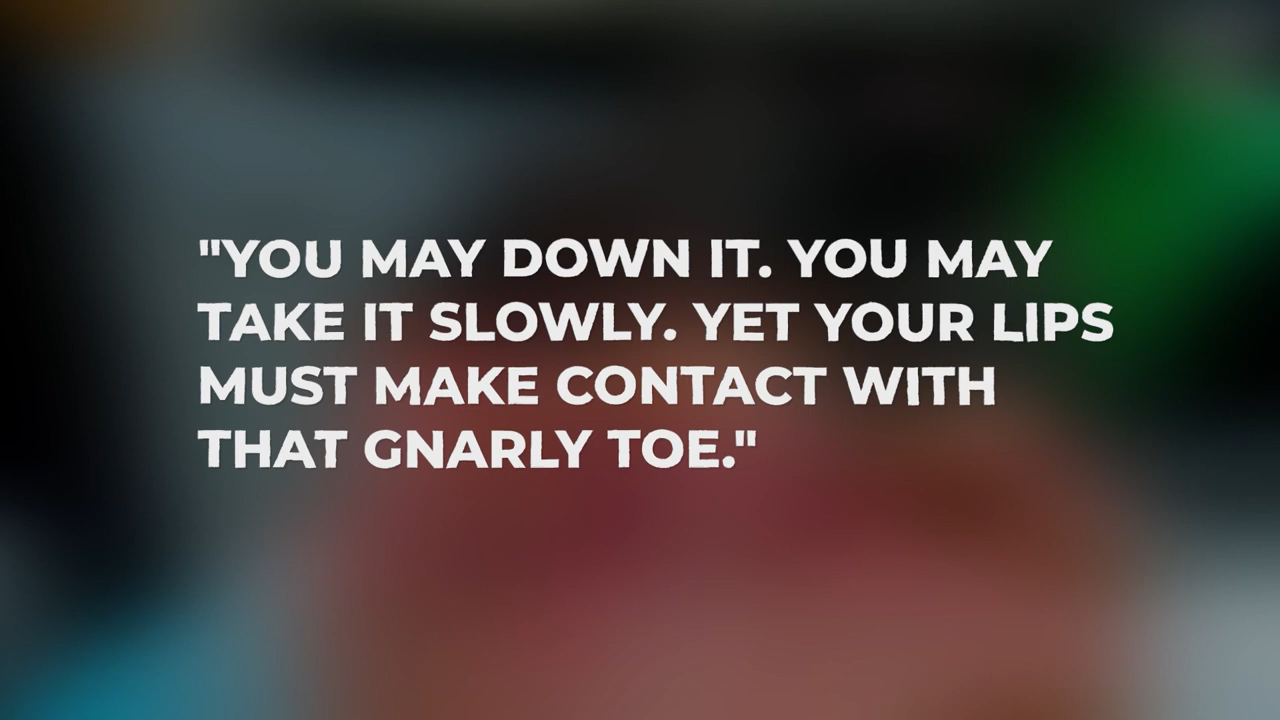 "YOU MAY DOWN IT. YOU MAY
TAKE IT SLOWLY. YET YOUR LIPS
MUST MAKE CONTACT WITH
THAT GNARLY TOE."